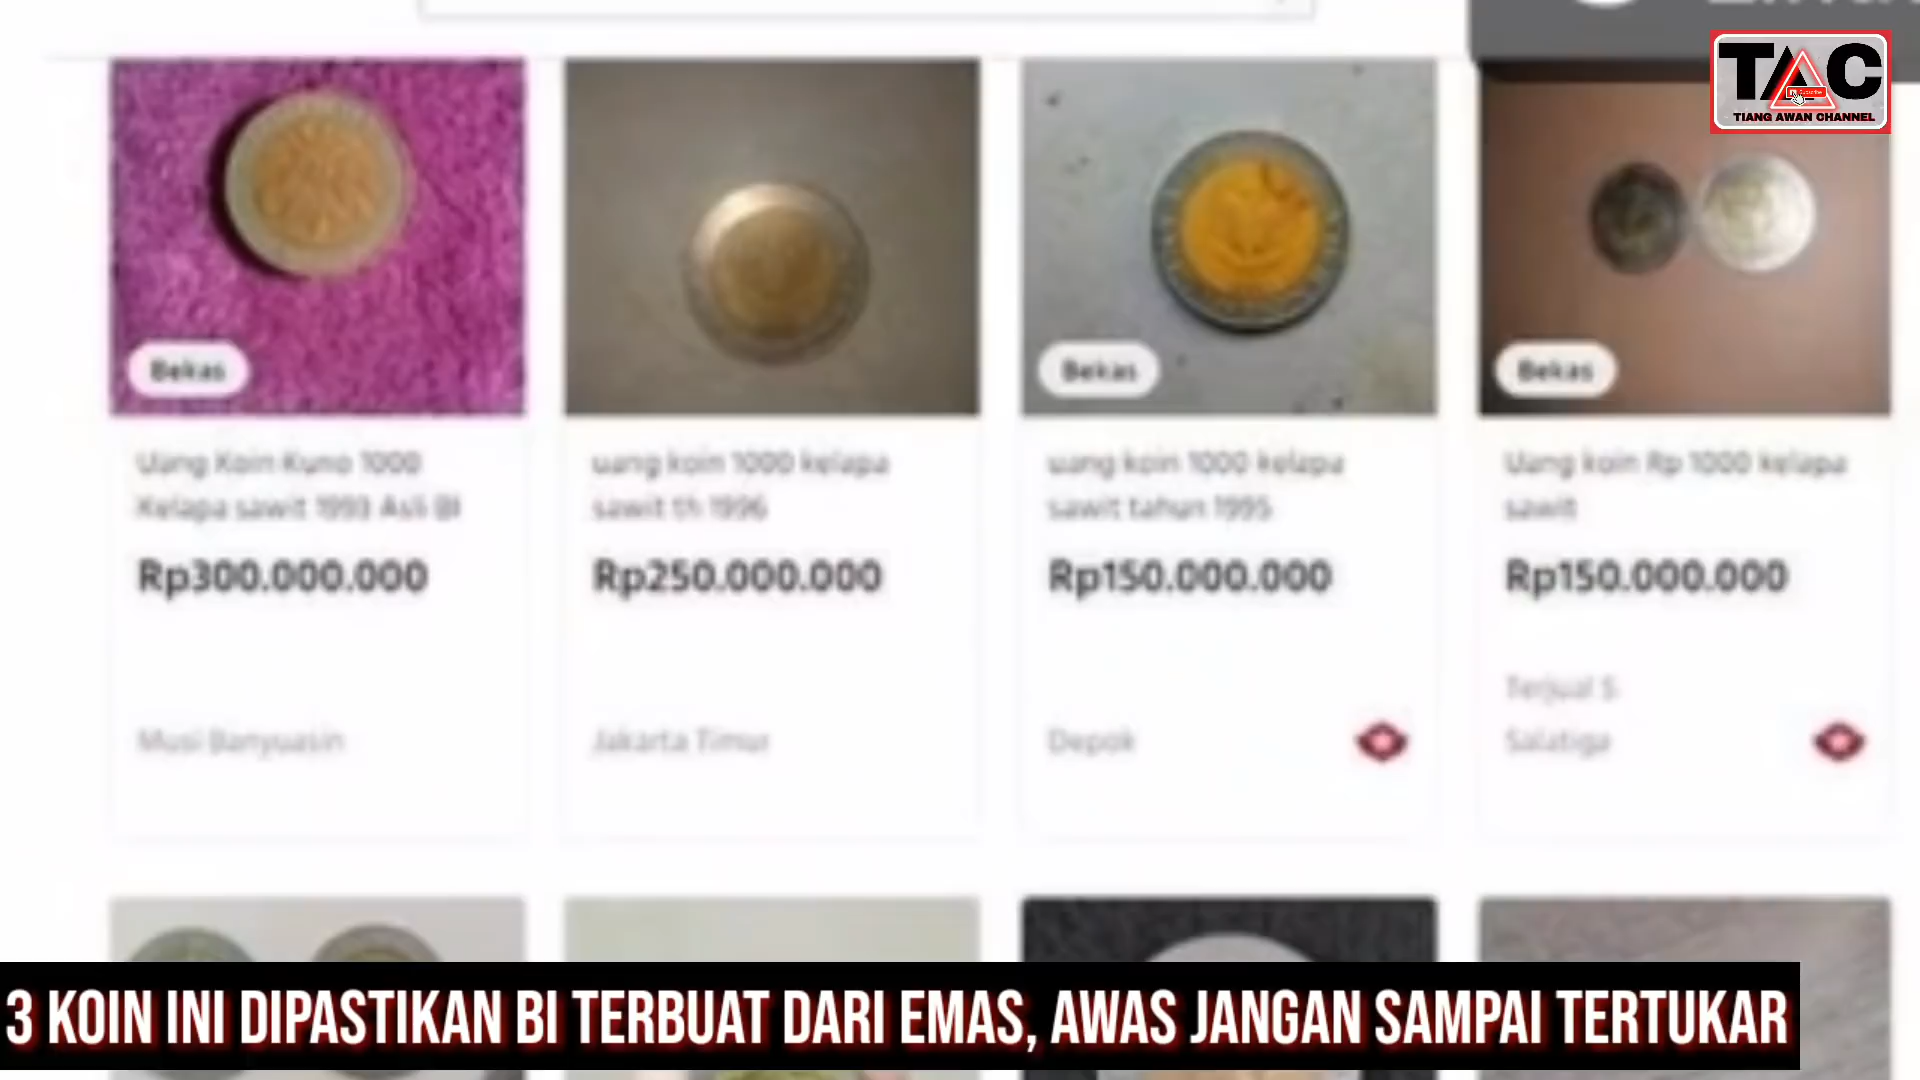 TAC
Subscribe
TIANG AWAN CHANNEL
Bekas
Bekas
Bekas
Uang Koin Kuno 1000
Kelapa sawit 1993 Asli BI
Rp300.000.000
Musi Banyuasin
uang koin 1000 kelapa
sawit th 1996
Rp250.000.000
Jakarta Timur
uang koin 1000 kelapa
sawit tahun 1995
Rp150.000.000
Depok
Uang koin Rp 1000 kelapa
sawit
Rp150.000.000
Terjual 5
Salatiga
3 KOIN INI DIPASTIKAN BI TERBUAT DARI EMAS, AWAS JANGAN SAMPAI TERTUKAR